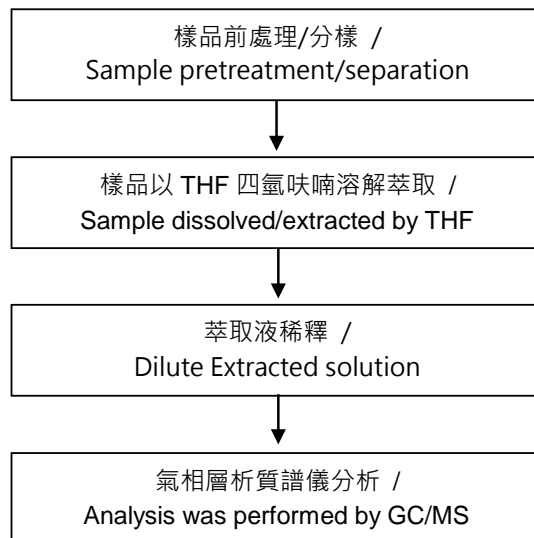 樣品前處理/分樣 /
Sample pretreatment/separation
樣品以 THF 四氫呋喃溶解萃取 /
Sample dissolved/extracted by THF
萃取液稀釋 /
Dilute Extracted solution
氣相層析質譜儀分析 /
Analysis was performed by GC/MS